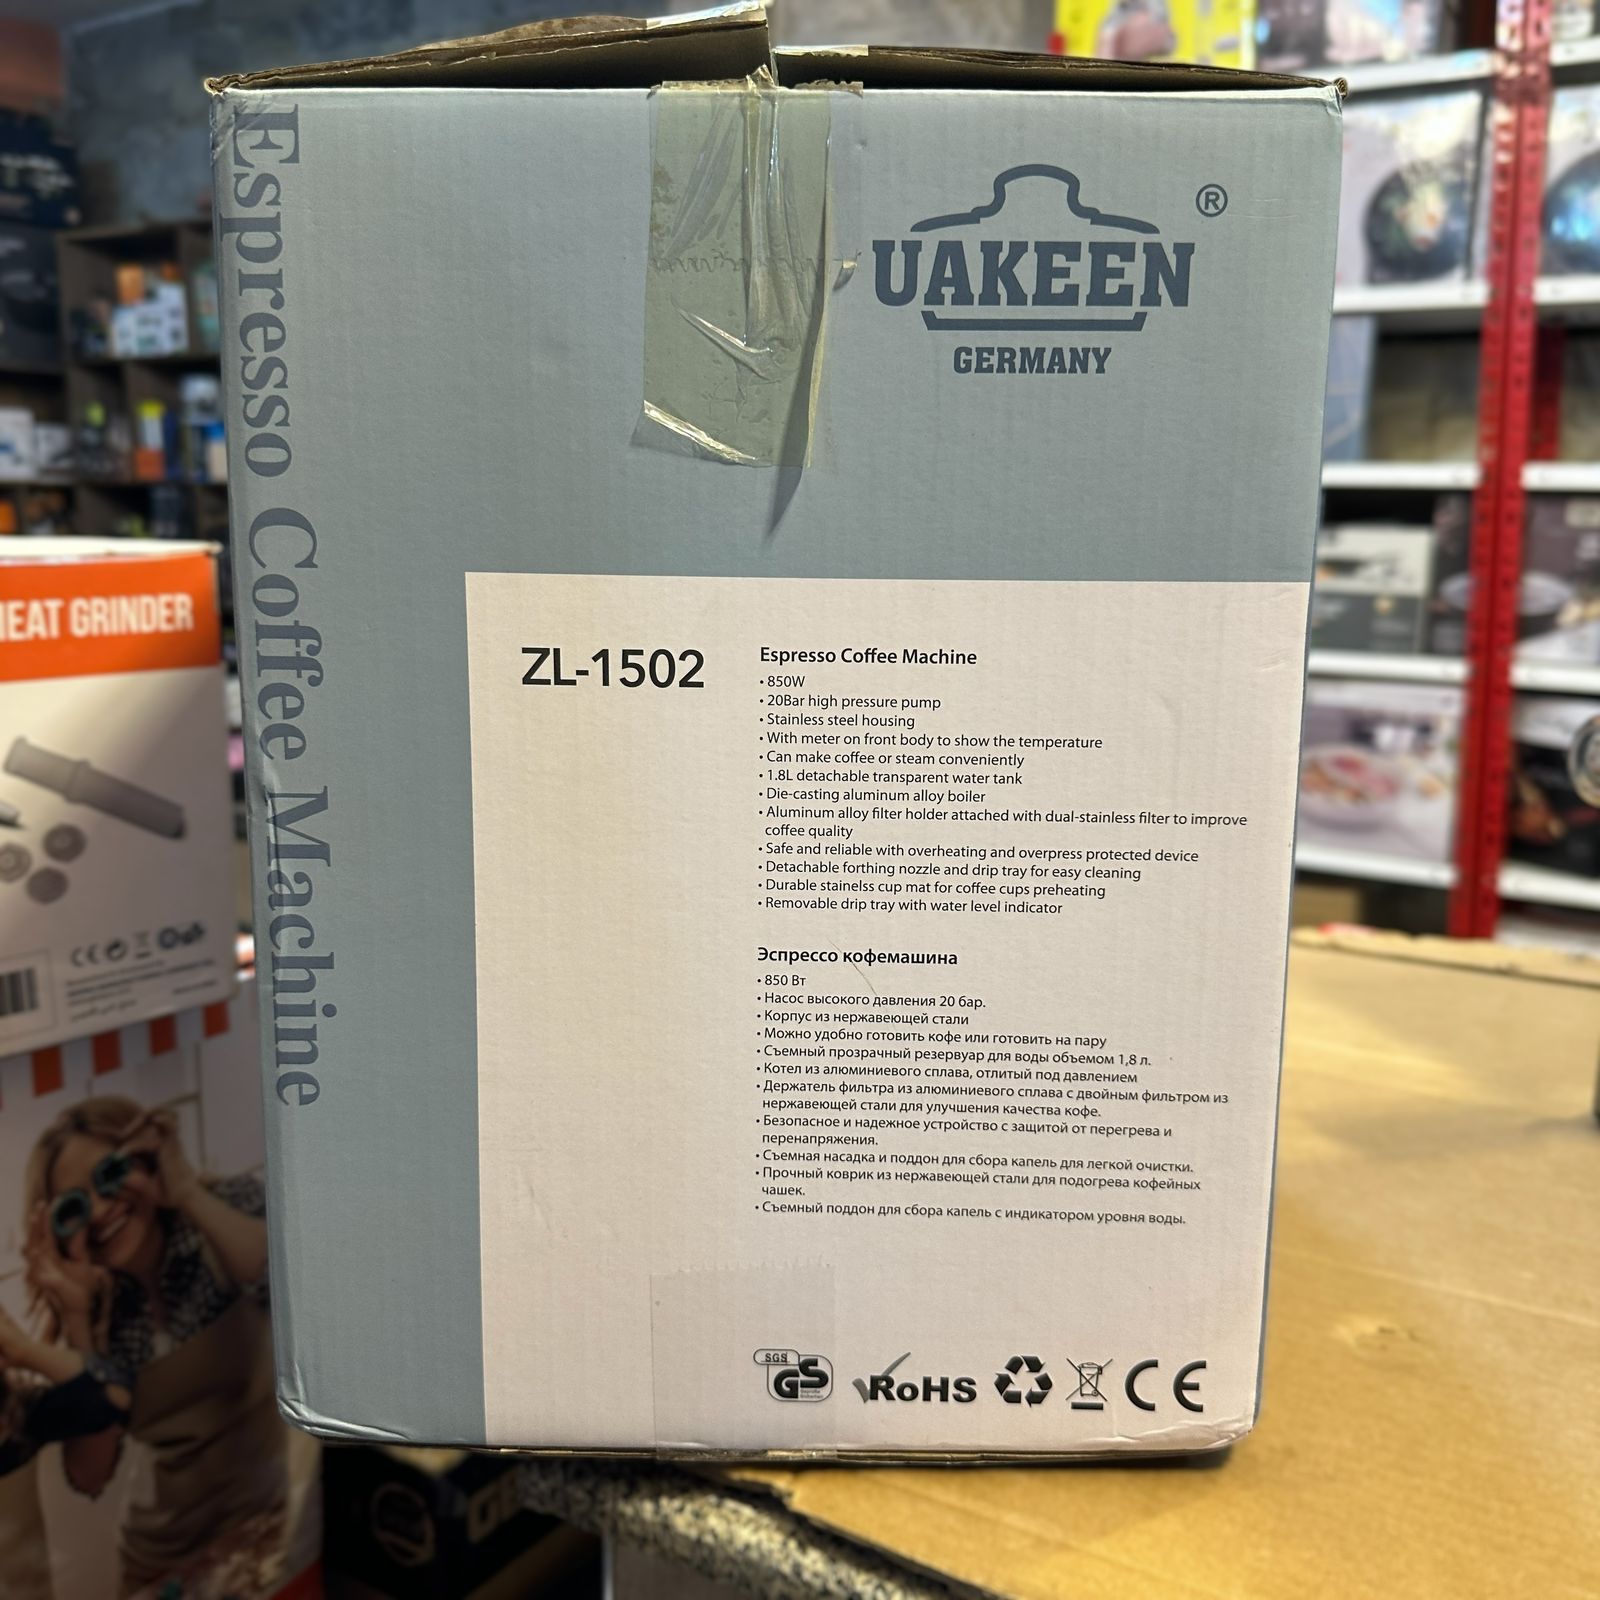 Espresso Coffee Machine
UAKEEN
®
GERMANY
MEAT GRINDER
ZL-1502
Espresso Coffee Machine
• 850W
• 20Bar high pressure pump
• Stainless steel housing
• With meter on front body to show the temperature
• Can make coffee or steam conveniently
• 1.8L detachable transparent water tank
• Die-casting aluminum alloy boiler
• Aluminum alloy filter holder attached with dual-stainless filter to improve
coffee quality
• Safe and reliable with overheating and overpress protected device
• Detachable forthing nozzle and drip tray for easy cleaning
• Durable stainelss cup mat for coffee cups preheating
• Removable drip tray with water level indicator
Эспрессо кофемашина
• 850 Вт
• Насос высокого давления 20 бар.
• Корпус из нержавеющей стали
• Можно удобно готовить кофе или готовить на пару
• Съемный прозрачный резервуар для воды объемом 1,8 л.
• Котел из алюминиевого сплава, отлитый под давлением
• Держатель фильтра из алюминиевого сплава с двойным фильтром из
нержавеющей стали для улучшения качества кофе.
• Безопасное и надежное устройство с защитой от перегрева и
перенапряжения.
• Съемная насадка и поддон для сбора капель для легкой очистки.
• Прочный коврик из нержавеющей стали для подогрева кофейных
чашек.
• Съемный поддон для сбора капель с индикатором уровня воды.
SGS
GS
RoHS
CE
CE